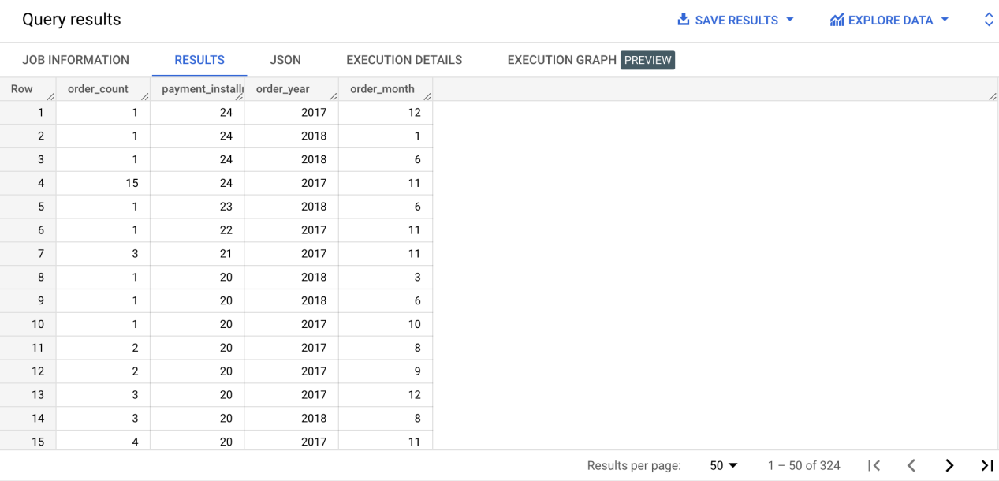 Query results SAVE RESULTS EXPLORE DATA
JOB INFORMATION RESULTS JSON EXECUTION DETAILS EXECUTION GRAPH PREVIEW
Row order_count payment_install order_year order_month
1 1 24 2017 12
2 1 24 2018 1
3 1 24 2018 6
4 15 24 2017 11
5 1 23 2018 6
6 1 22 2017 11
7 3 21 2017 11
8 1 20 2018 3
9 1 20 2018 6
10 1 20 2017 10
11 2 20 2017 8
12 2 20 2017 9
13 3 20 2017 12
14 3 20 2018 8
15 4 20 2017 11
Results per page: 50 1 – 50 of 324